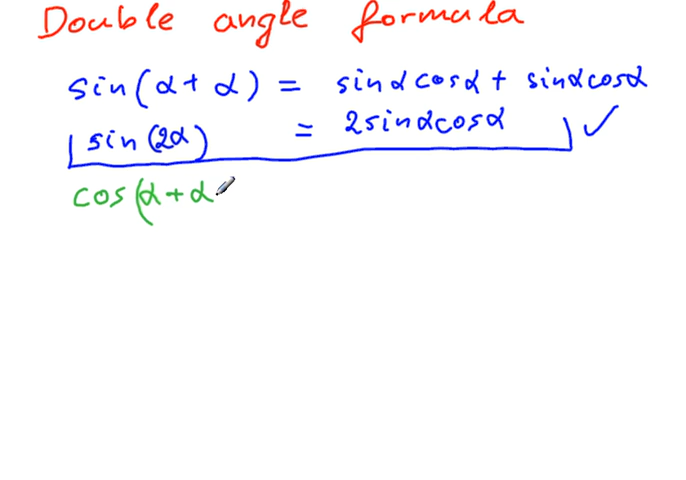 Double angle formula
sin(α + α) = sinαcosα + sinαcosα
sin(2α) = 2sinαcosα ✓
cos(α + α